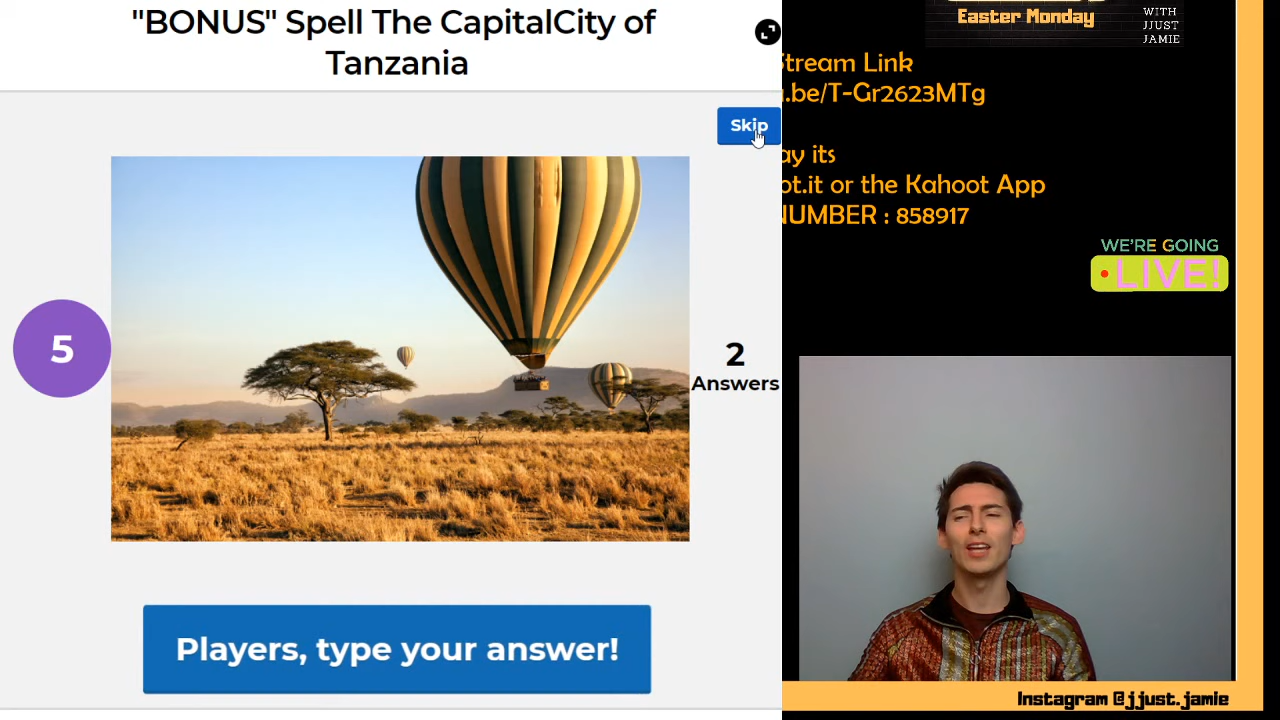 "BONUS" Spell The CapitalCity of
Tanzania
Skip
5
2
Answers
Players, type your answer!
Easter Monday
WITH
JJUST
JAMIE
Stream Link
.be/T-Gr2623MTg
ay its
ot.it or the Kahoot App
NUMBER : 858917
WE'RE GOING
LIVE!
Instagram @jjust.jamie